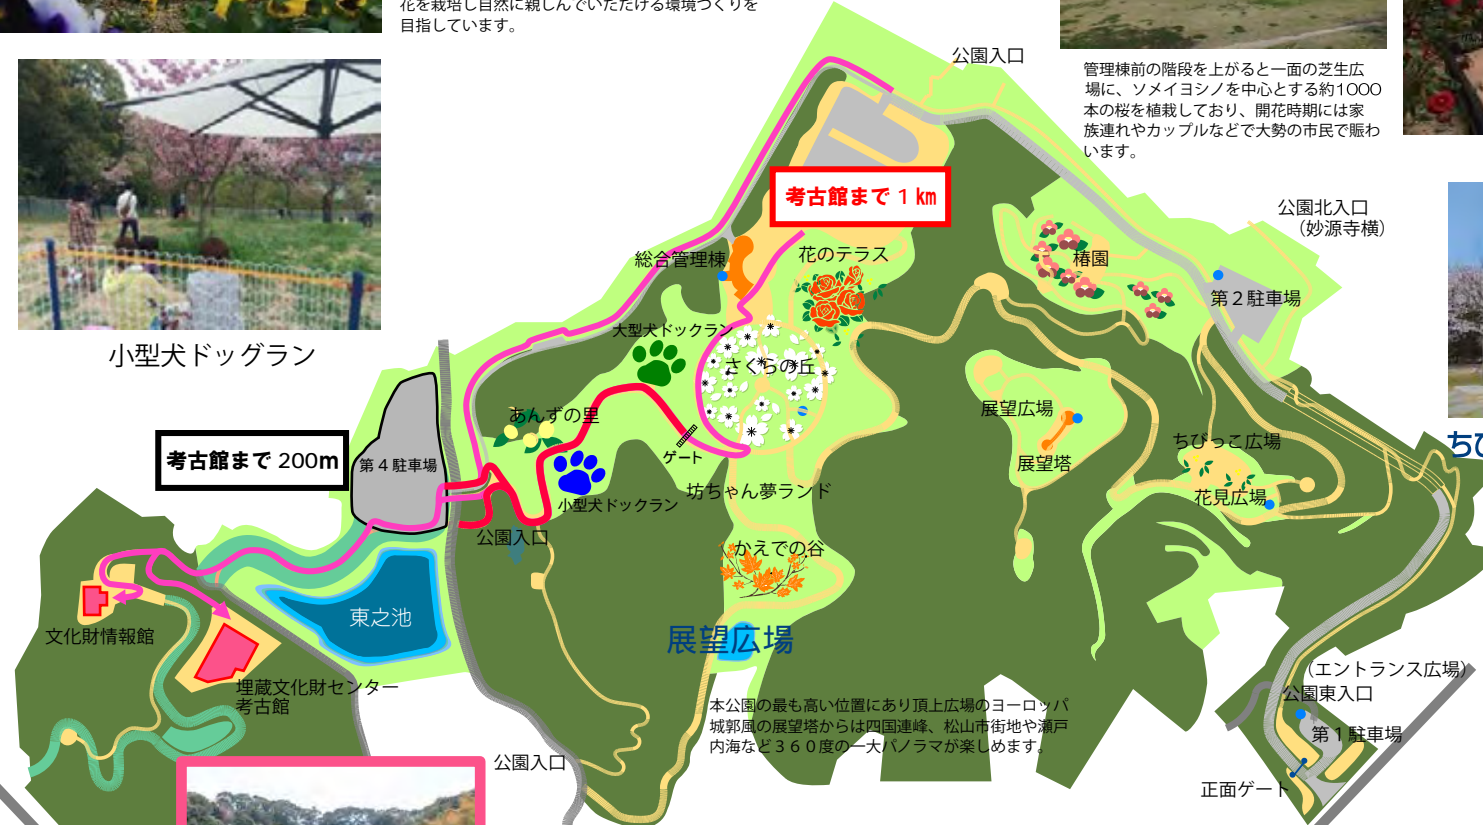 花を栽培し自然に親しんでいただける環境づくりを
目指しています。
公園入口
管理棟前の階段を上がると一面の芝生広
場に、ソメイヨシノを中心とする約1000
本の桜を植栽しており、開花時期には家
族連れやカップルなどで大勢の市民で賑わ
います。
考古館まで 1 ㎞
公園北入口
(妙源寺横)
総合管理棟
花のテラス
椿園
第２駐車場
大型犬ドックラン
さくらの丘
小型犬ドッグラン
あんずの里
展望広場
ちびっこ広場
ちび
考古館まで 200m
第４駐車場
ゲート
展望塔
小型犬ドックラン
坊ちゃん夢ランド
花見広場
公園入口
かえでの谷
東之池
文化財情報館
展望広場
埋蔵文化財センター
考古館
(エントランス広場)
公園東入口
本公園の最も高い位置にあり頂上広場のヨーロッパ
城郭風の展望塔からは四国連峰、松山市街地や瀬戸
内海など３６０度の一大パノラマが楽しめます。
第１駐車場
公園入口
正面ゲート